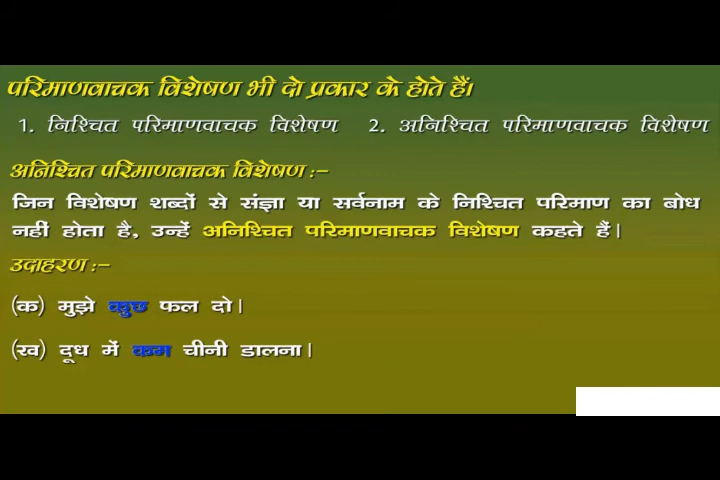 परिमाणवाचक विशेषण भी दो प्रकार के होते हैं।
1. निश्चित परिमाणवाचक विशेषण 2. अनिश्चित परिमाणवाचक विशेषण
अनिश्चित परिमाणवाचक विशेषण :–
जिन विशेषण शब्दों से संज्ञा या सर्वनाम के निश्चित परिमाण का बोध
नहीं होता है, उन्हें अनिश्चित परिमाणवाचक विशेषण कहते हैं।
उदाहरण :–
(क) मुझे कुछ फल दो।
(ख) दूध में कम चीनी डालना।